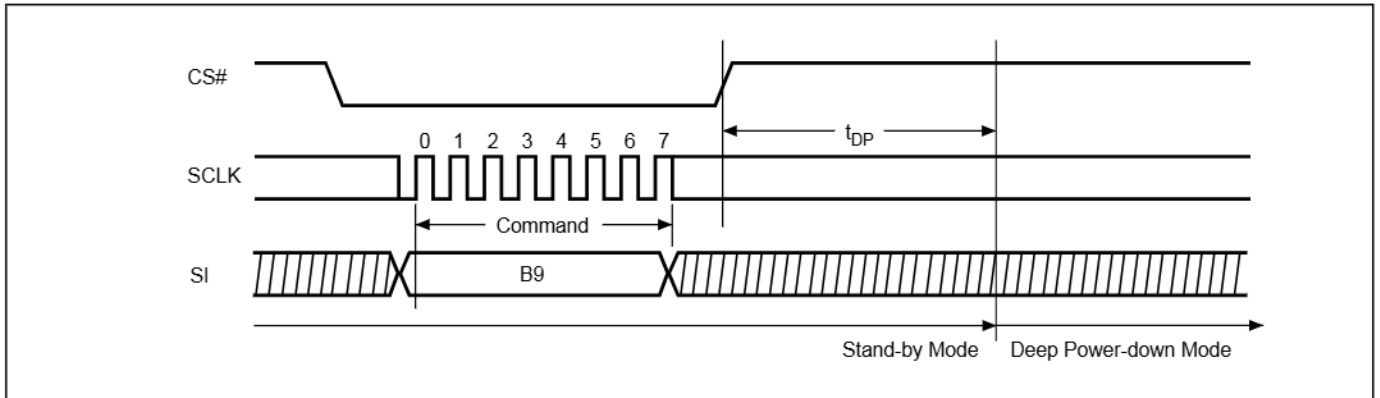 CS#
tDP
0 1 2 3 4 5 6 7
SCLK
Command
SI
B9
Stand-by Mode Deep Power-down Mode